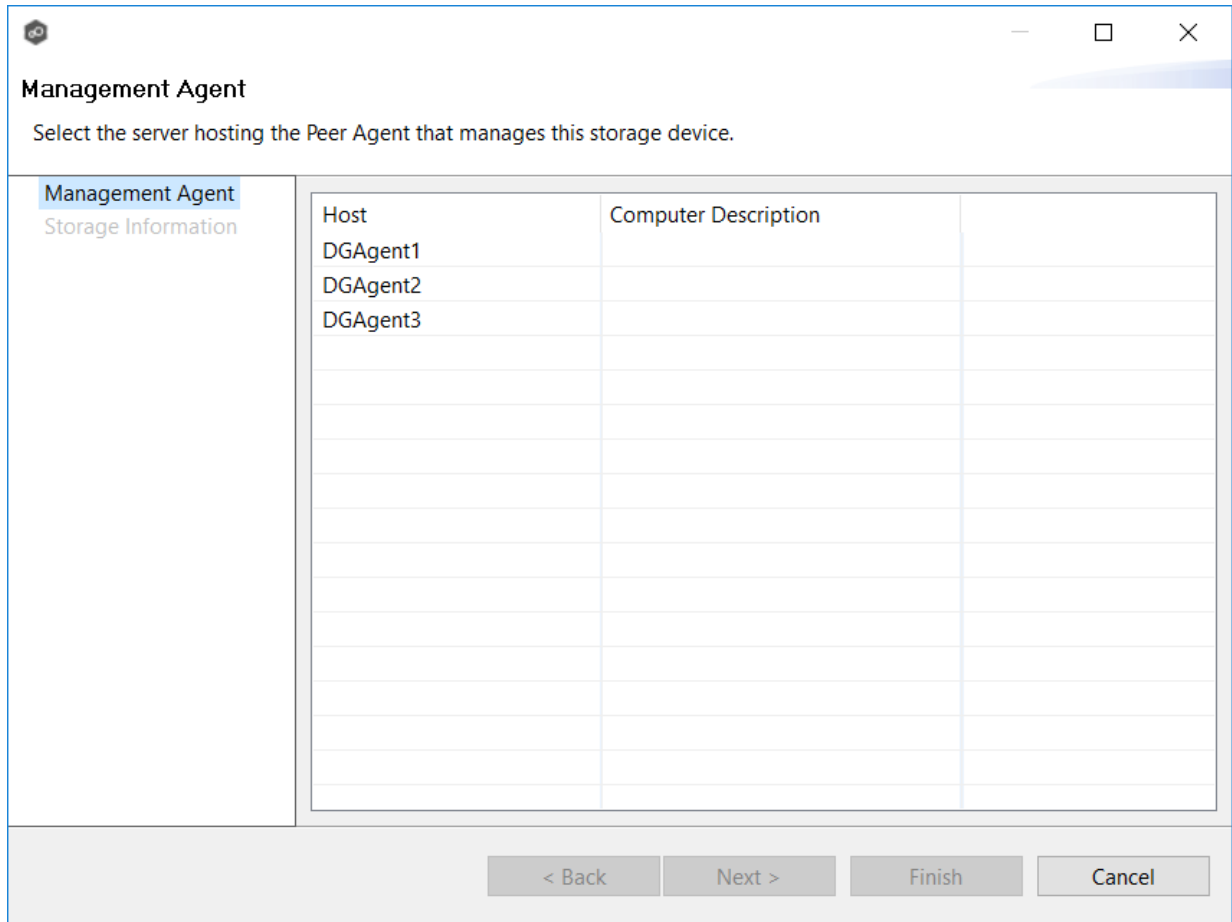 Management Agent
Select the server hosting the Peer Agent that manages this storage device.
Management Agent
Storage Information
Host Computer Description
DGAgent1
DGAgent2
DGAgent3
< Back Next > Finish Cancel